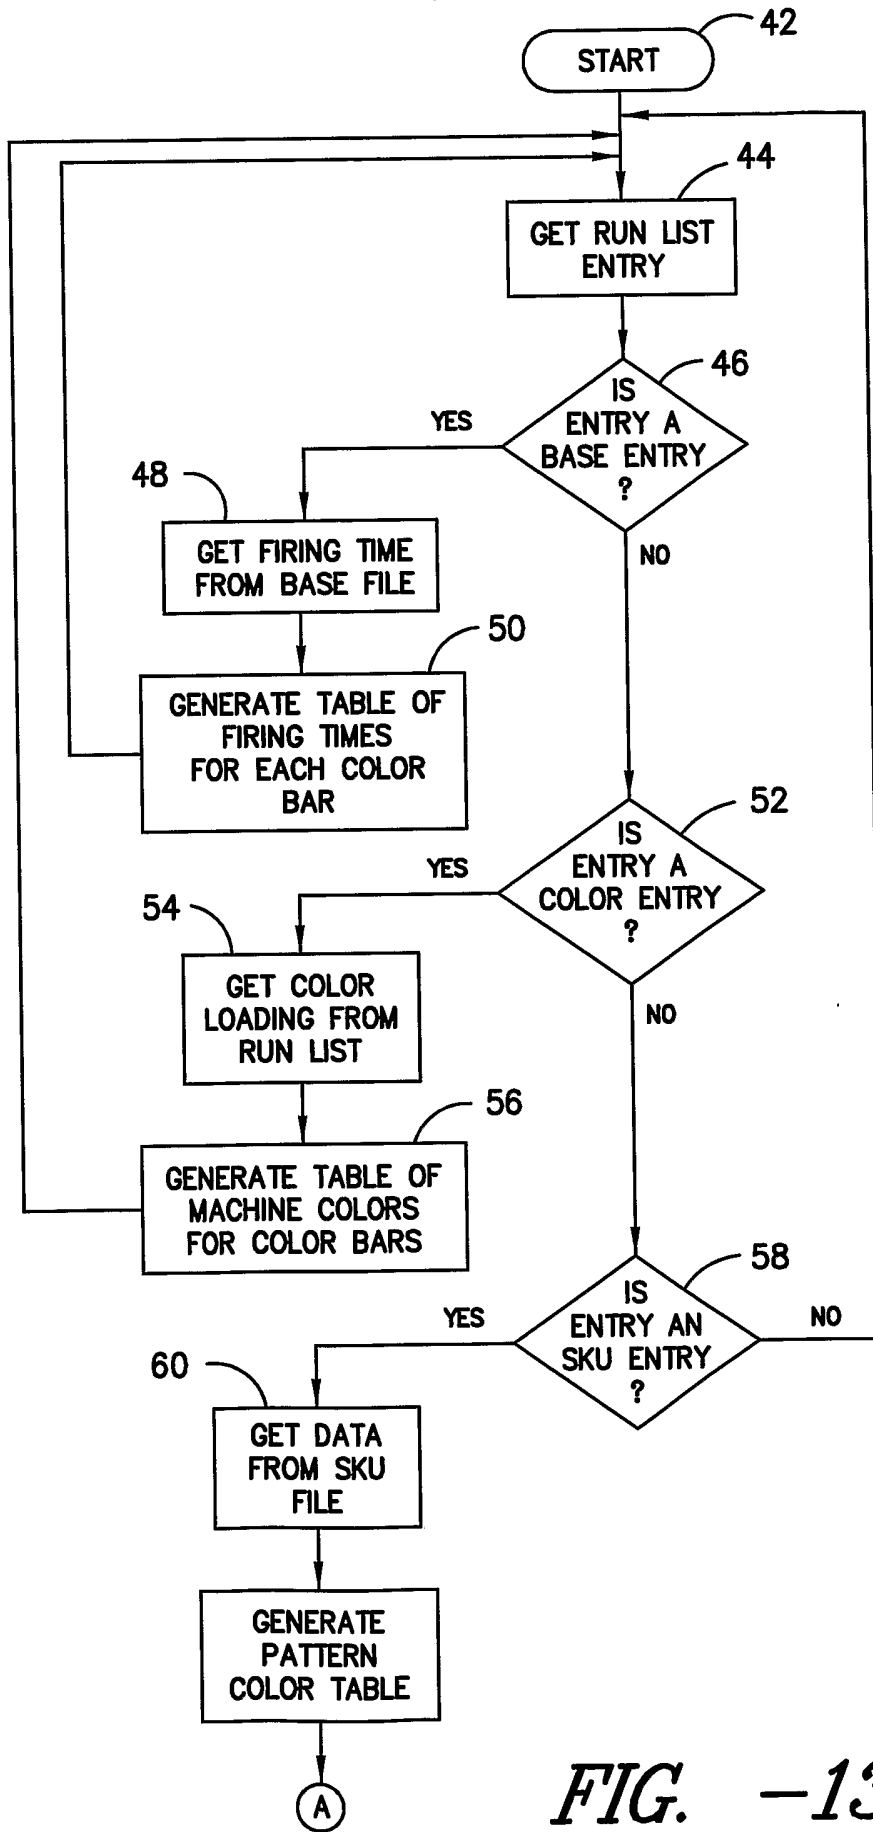 42
START
44
GET RUN LIST
ENTRY
46
IS
ENTRY A
BASE ENTRY
?
YES
NO
48
GET FIRING TIME
FROM BASE FILE
50
GENERATE TABLE OF
FIRING TIMES
FOR EACH COLOR
BAR
52
IS
ENTRY A
COLOR ENTRY
?
YES
NO
54
GET COLOR
LOADING FROM
RUN LIST
56
GENERATE TABLE OF
MACHINE COLORS
FOR COLOR BARS
58
IS
ENTRY AN
SKU ENTRY
?
YES
NO
60
GET DATA
FROM SKU
FILE
GENERATE
PATTERN
COLOR TABLE
A
FIG. -13